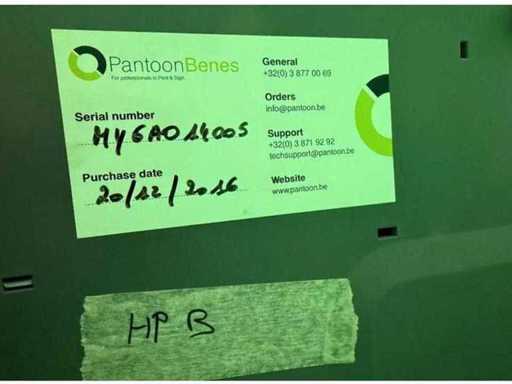 PantoonBenes
For professionals in Print & Sign.
Serial number
MY6AO14005
Purchase date
20/12/2016
General
+32(0) 3 877 00 69
Orders
info@pantoon.be
Support
+32(0) 3 871 92 92
techsupport@pantoon.be
Website
www.pantoon.be
HP B